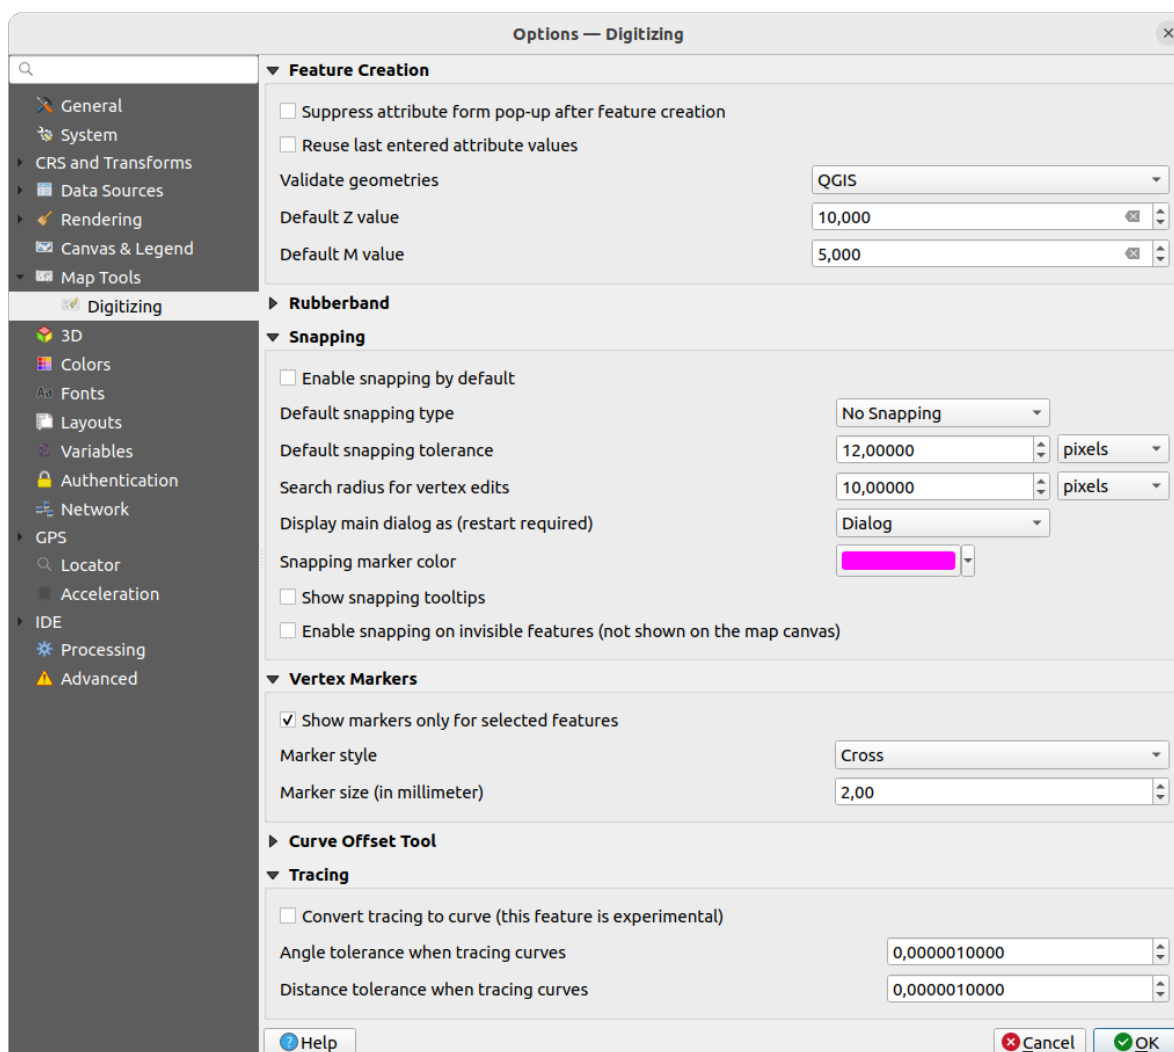 Options — Digitizing
General
System
CRS and Transforms
Data Sources
Rendering
Canvas & Legend
Map Tools
Digitizing
3D
Colors
Fonts
Layouts
Variables
Authentication
Network
GPS
Locator
Acceleration
IDE
Processing
Advanced
Feature Creation
Suppress attribute form pop-up after feature creation
Reuse last entered attribute values
Validate geometries QGIS
Default Z value 10,000
Default M value 5,000
Rubberband
Snapping
Enable snapping by default
Default snapping type No Snapping
Default snapping tolerance 12,00000 pixels
Search radius for vertex edits 10,00000 pixels
Display main dialog as (restart required) Dialog
Snapping marker color
Show snapping tooltips
Enable snapping on invisible features (not shown on the map canvas)
Vertex Markers
Show markers only for selected features
Marker style Cross
Marker size (in millimeter) 2,00
Curve Offset Tool
Tracing
Convert tracing to curve (this feature is experimental)
Angle tolerance when tracing curves 0,0000010000
Distance tolerance when tracing curves 0,0000010000
Help Cancel OK